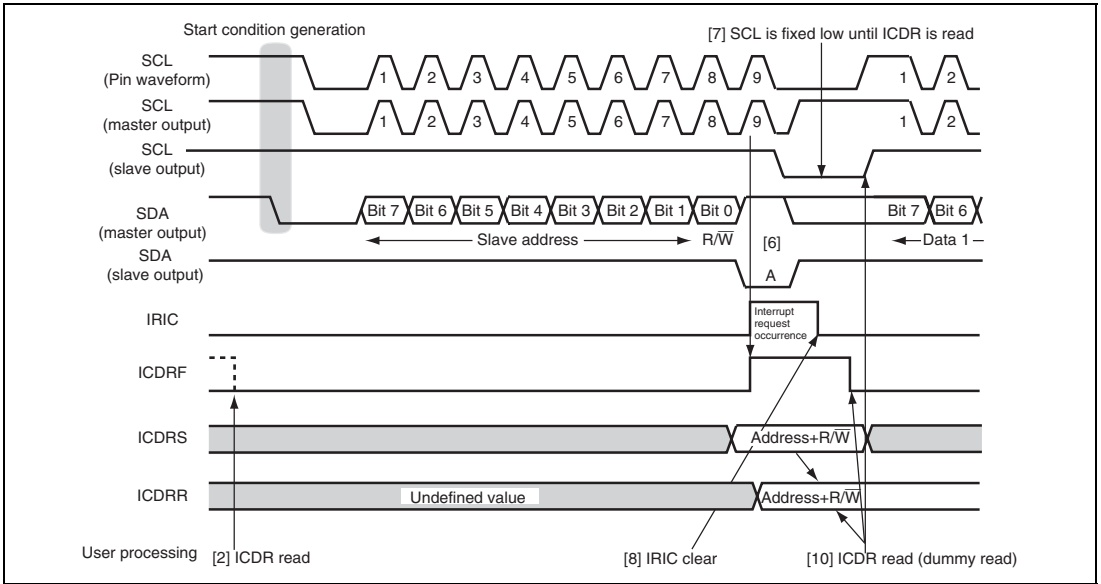 Start condition generation
[7] SCL is fixed low until ICDR is read
SCL
(Pin waveform)
1 2 3 4 5 6 7 8 9 1 2
SCL
(master output)
1 2 3 4 5 6 7 8 9 1 2
SCL
(slave output)
SDA
(master output)
Bit 7 Bit 6 Bit 5 Bit 4 Bit 3 Bit 2 Bit 1 Bit 0 Bit 7 Bit 6
Slave address R/W̅ [6] Data 1
SDA
(slave output)
A
IRIC
Interrupt
request
occurrence
ICDRF
ICDRS
Address+R/W̅
ICDRR
Undefined value
Address+R/W̅
User processing
[2] ICDR read
[8] IRIC clear
[10] ICDR read (dummy read)